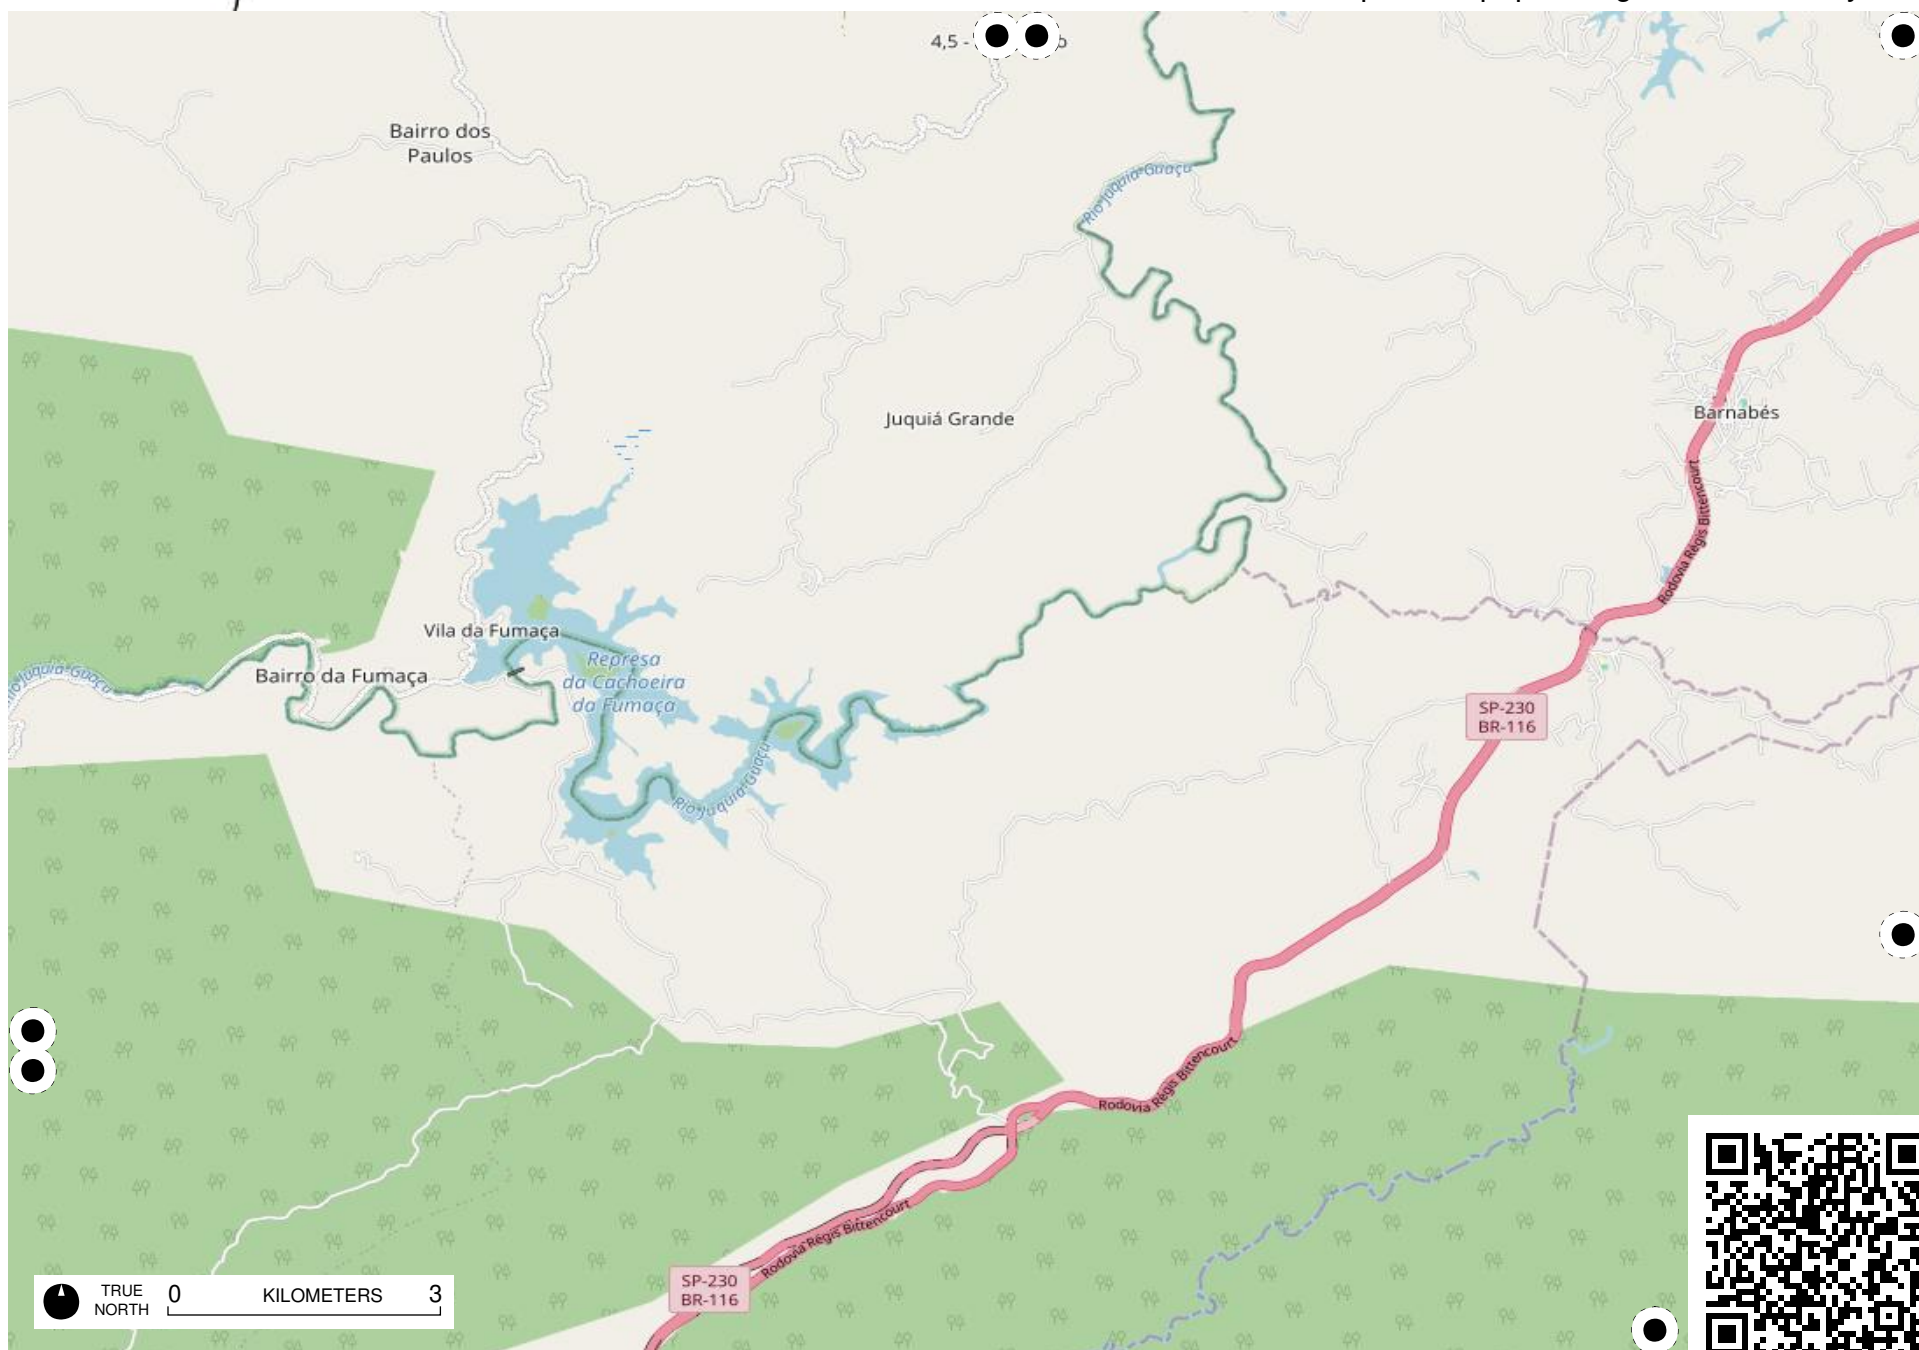 4,5 -
Bairro dos
Paulos
Rio Juquiá-Guaçu
Juquiá Grande
Barnabés
Rodovia Régis Bittencourt
Vila da Fumaça
Represa
da Cachoeira
da Fumaça
Bairro da Fumaça
Juquiá-Guaçu
SP-230
BR-116
Rio Juquiá-Guaçu
Rodovia Régis Bittencourt
Rodovia Régis Bittencourt
SP-230
BR-116
TRUE
NORTH
0 KILOMETERS 3